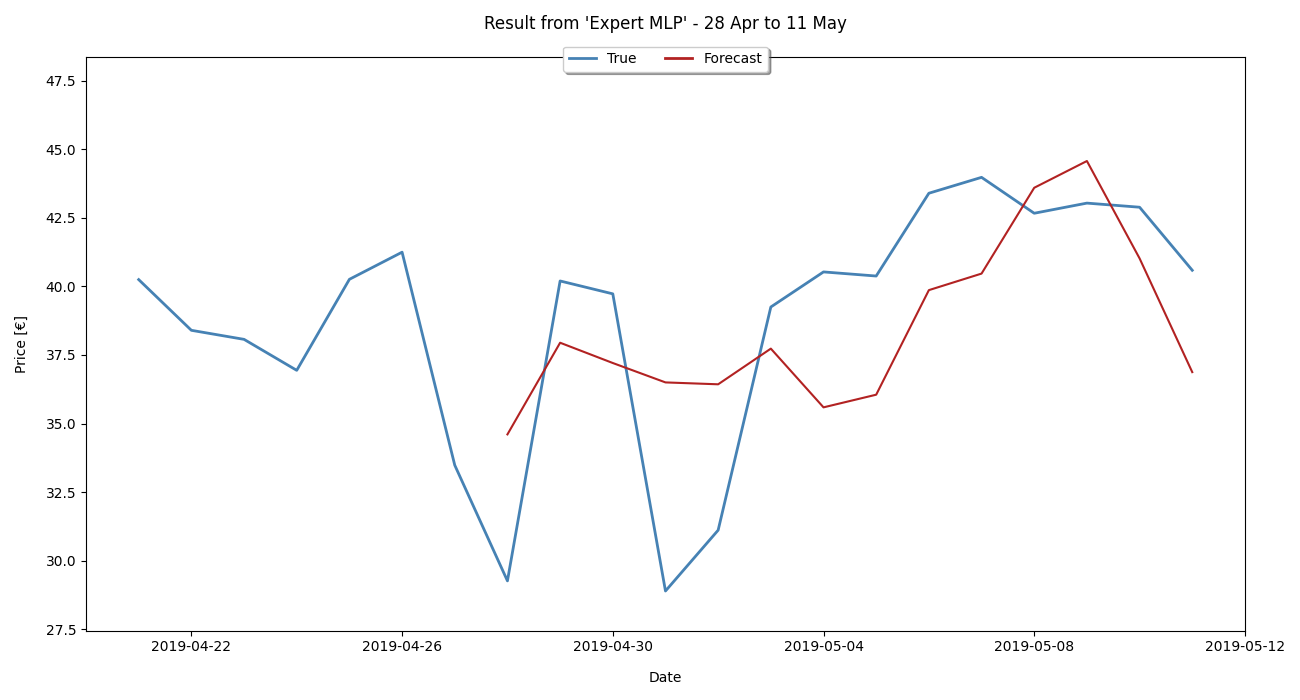 Result from 'Expert MLP' - 28 Apr to 11 May
True Forecast
47.5
45.0
42.5
40.0
37.5
35.0
32.5
30.0
27.5
Price [€]
2019-04-22 2019-04-26 2019-04-30 2019-05-04 2019-05-08 2019-05-12
Date